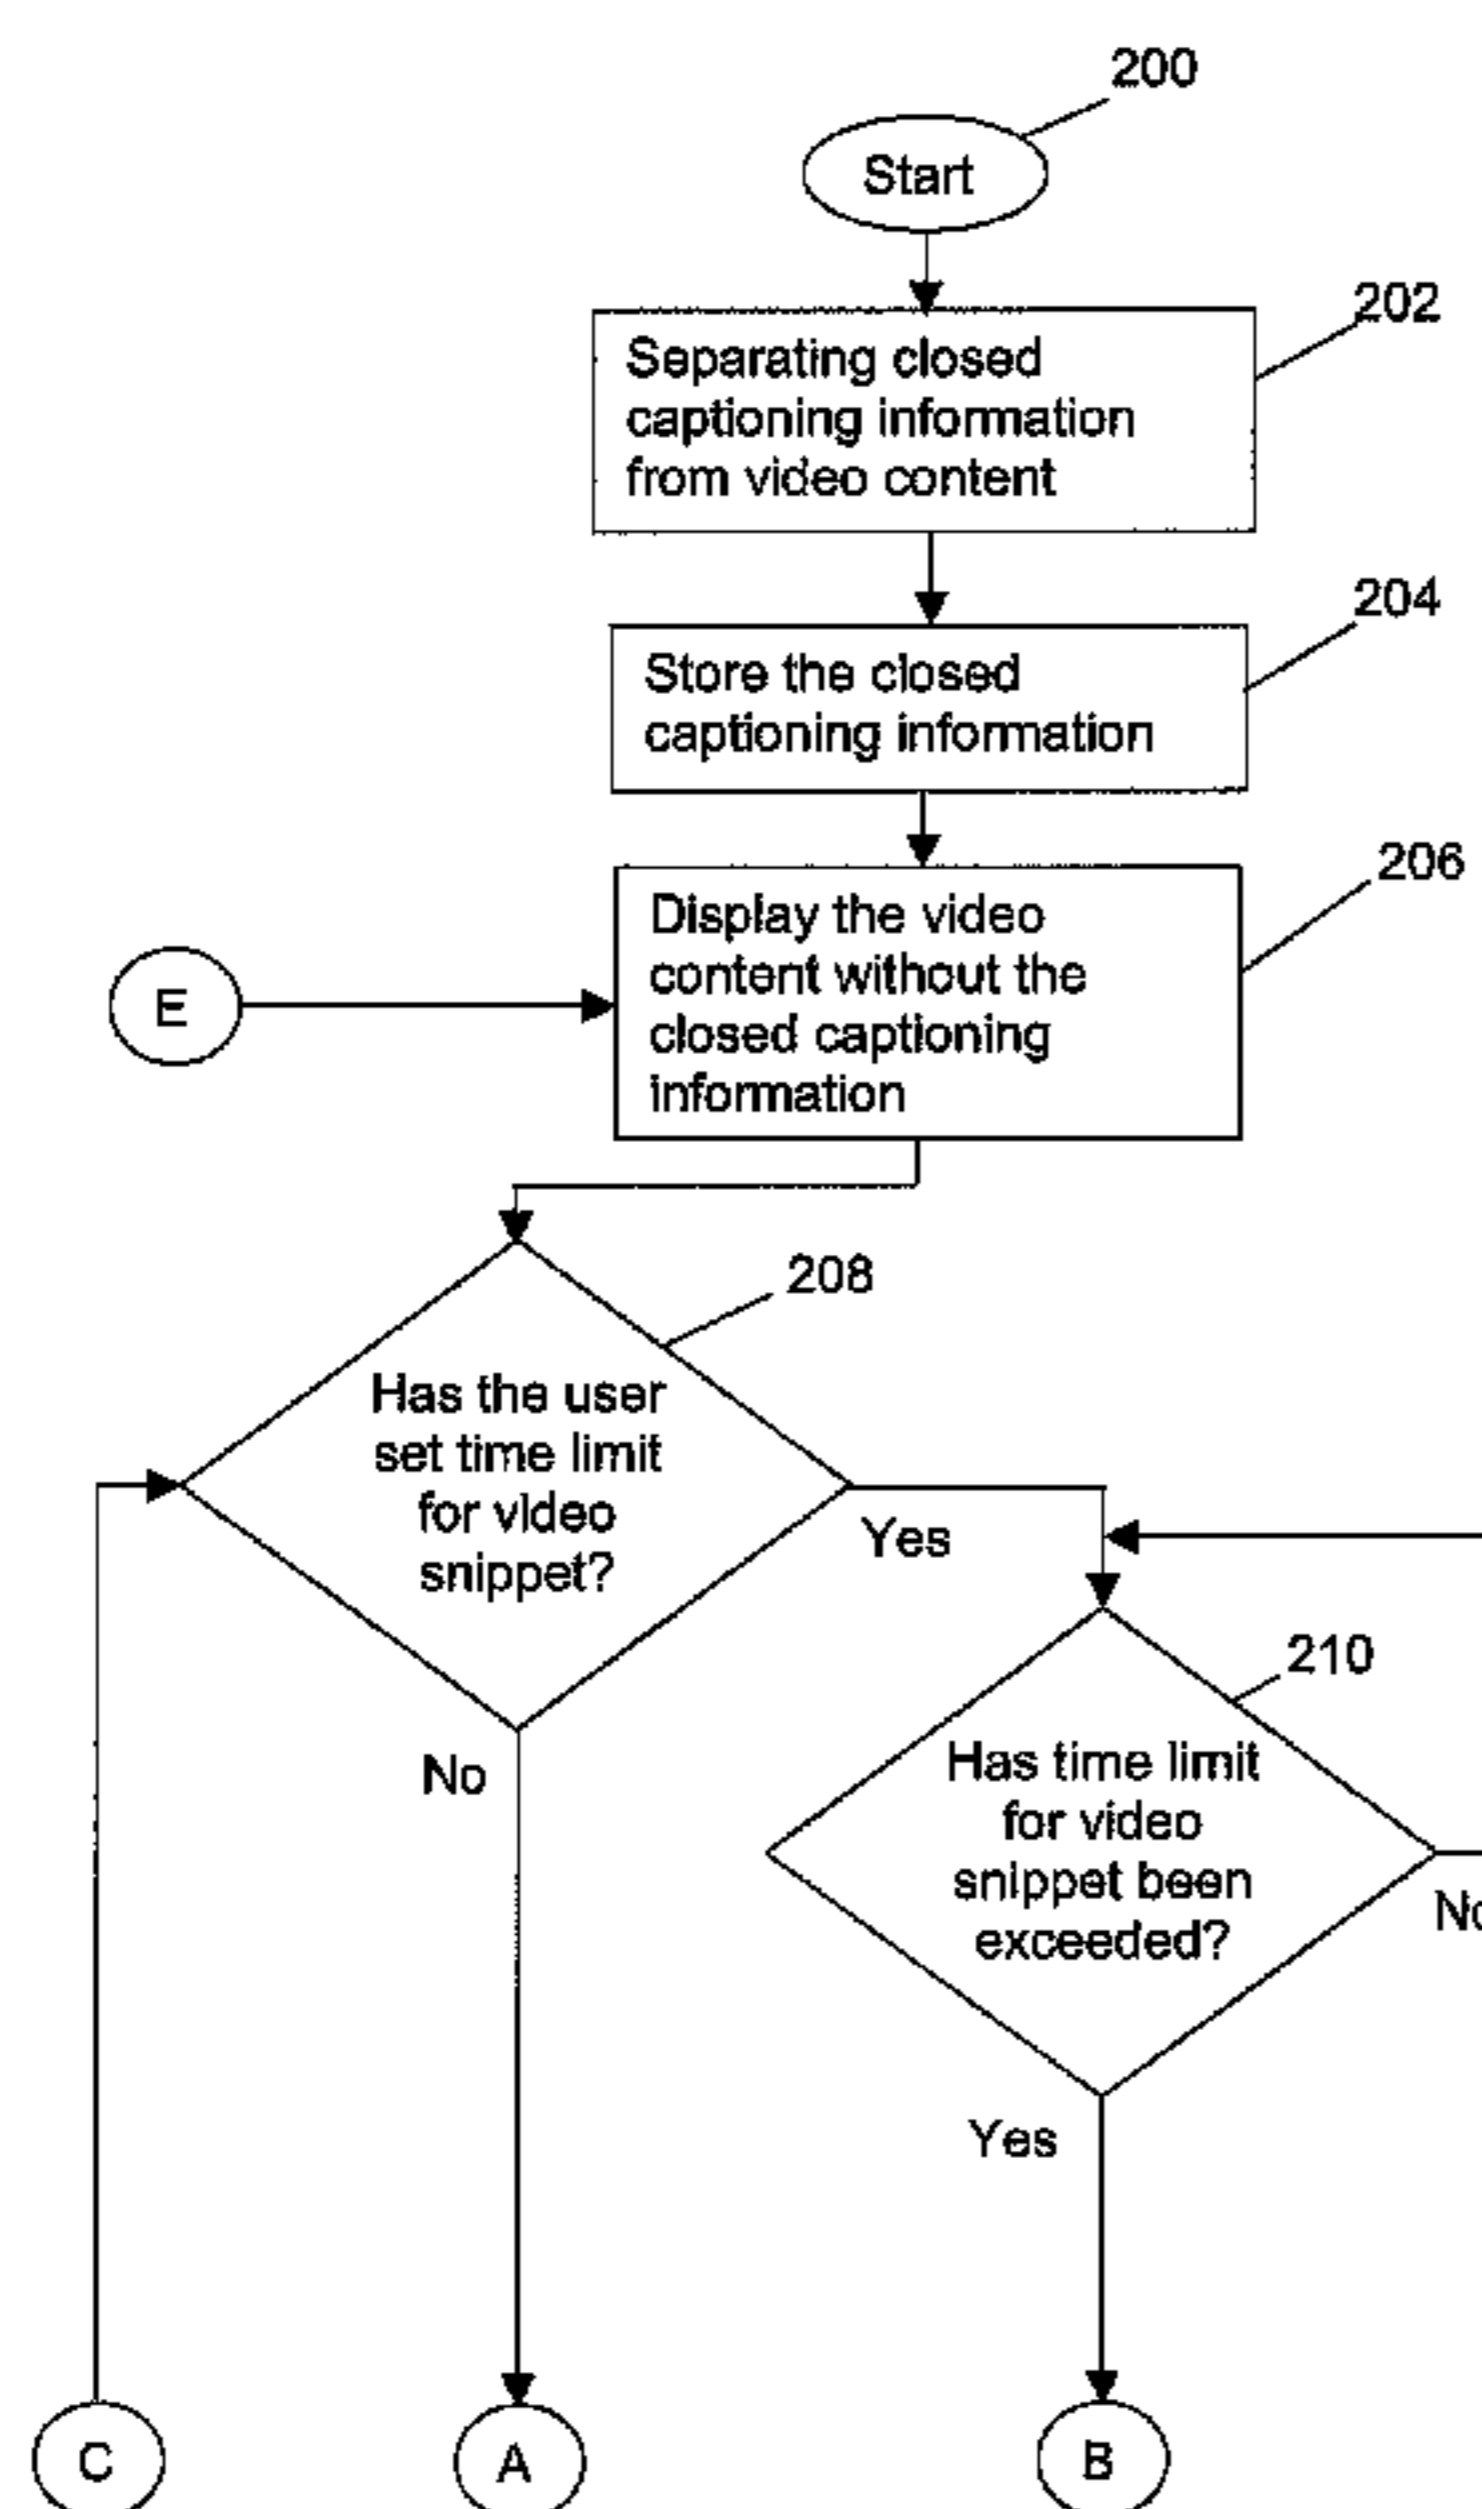 200
Start
202
Separating closed
captioning information
from video content
204
Store the closed
captioning information
206
Display the video
content without the
closed captioning
information
E
208
Has the user
set time limit
for video
snippet?
Yes
No
210
Has time limit
for video
snippet been
exceeded?
No
Yes
C
A
B